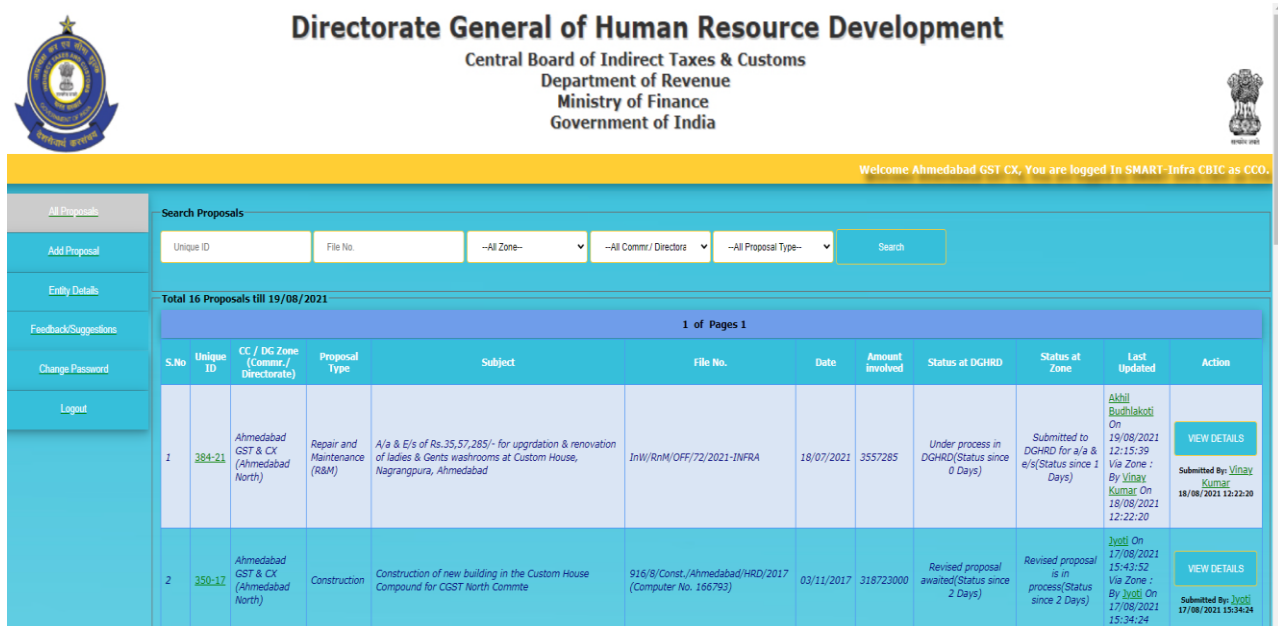 Directorate General of Human Resource Development
Central Board of Indirect Taxes & Customs
Department of Revenue
Ministry of Finance
Government of India
सत्यमेव जयते
देशसेवार्थ करसंचय
Welcome Ahmedabad GST CX, You are logged In SMART-Infra CBIC as CCO.
All Proposals
Add Proposal
Entity Details
Feedback/Suggestions
Change Password
Logout
Search Proposals
Unique ID
File No.
--All Zone--
--All Commr./ Directora
--All Proposal Type--
Search
Total 16 Proposals till 19/08/2021
1 of Pages 1
S.No
Unique
ID
CC / DG Zone
(Commr./
Directorate)
Proposal
Type
Subject
File No.
Date
Amount
involved
Status at DGHRD
Status at
Zone
Last
Updated
Action
1
384-21
Ahmedabad
GST & CX
(Ahmedabad
North)
Repair and
Maintenance
(R&M)
A/a & E/s of Rs.35,57,285/- for upgrdation & renovation
of ladies & Gents washrooms at Custom House,
Nagrangpura, Ahmedabad
InW/RnM/OFF/72/2021-INFRA
18/07/2021
3557285
Under process in
DGHRD(Status since
0 Days)
Submitted to
DGHRD for a/a &
e/s(Status since 1
Days)
Akhil
Budhlakoti
On
19/08/2021
12:15:39
Via Zone :
By Vinay
Kumar On
18/08/2021
12:22:20
VIEW DETAILS
Submitted By: Vinay
Kumar
18/08/2021 12:22:20
2
350-17
Ahmedabad
GST & CX
(Ahmedabad
North)
Construction
Construction of new building in the Custom House
Compound for CGST North Commte
916/8/Const./Ahmedabad/HRD/2017
(Computer No. 166793)
03/11/2017
318723000
Revised proposal
awaited(Status since
2 Days)
Revised proposal
is in
process(Status
since 2 Days)
Jyoti On
17/08/2021
15:43:52
Via Zone :
By Jyoti On
17/08/2021
15:34:24
VIEW DETAILS
Submitted By: Jyoti
17/08/2021 15:34:24